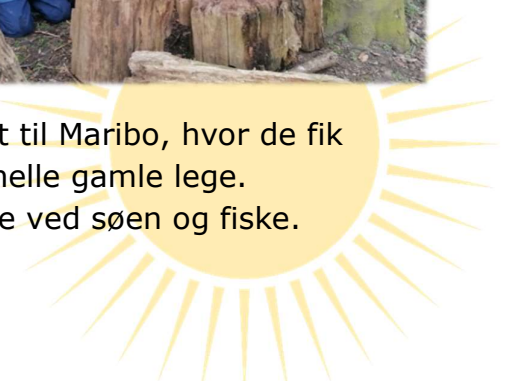 t til Maribo, hvor de fik
nelle gamle lege.
e ved søen og fiske.